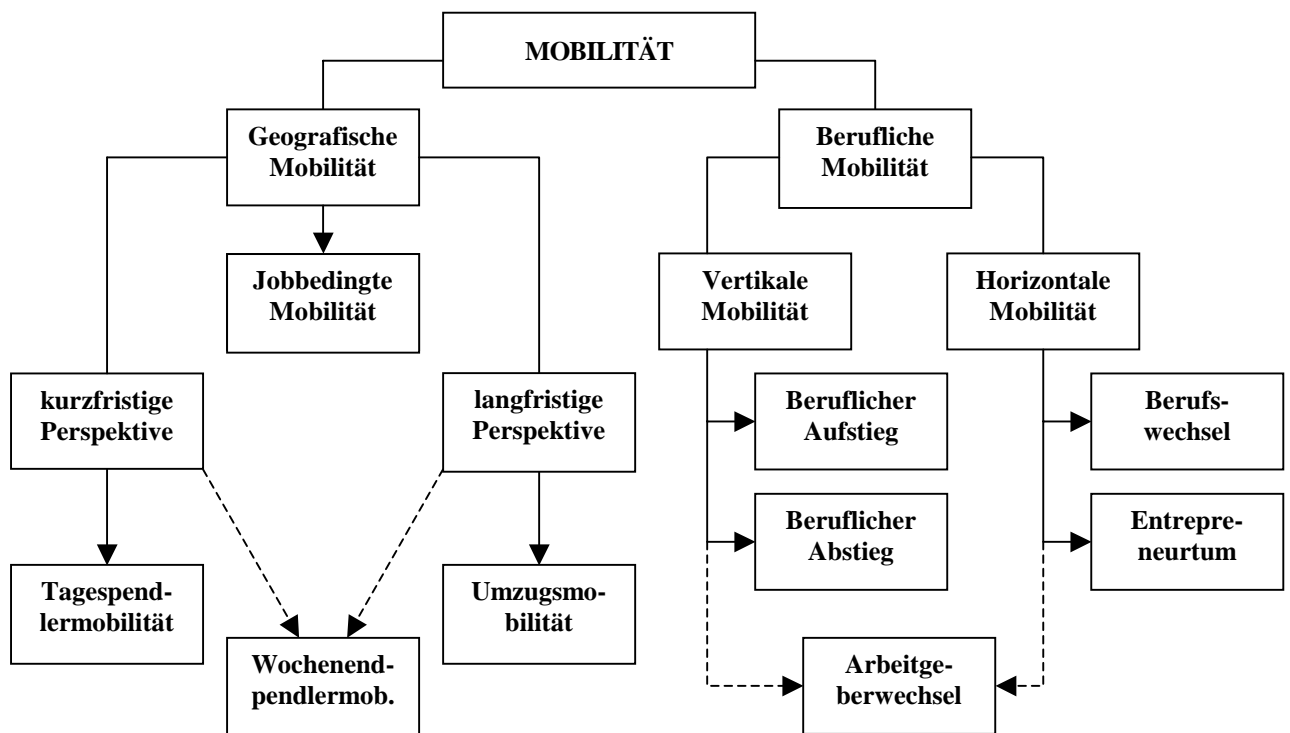 MOBILITÄT
Geografische
Mobilität
Berufliche
Mobilität
Jobbedingte
Mobilität
Vertikale
Mobilität
Horizontale
Mobilität
kurzfristige
Perspektive
langfristige
Perspektive
Beruflicher
Aufstieg
Berufs-
wechsel
Beruflicher
Abstieg
Entrepre-
neurtum
Tagespend-
lermobilität
Umzugsmo-
bilität
Wochenend-
pendlermob.
Arbeitge-
berwechsel